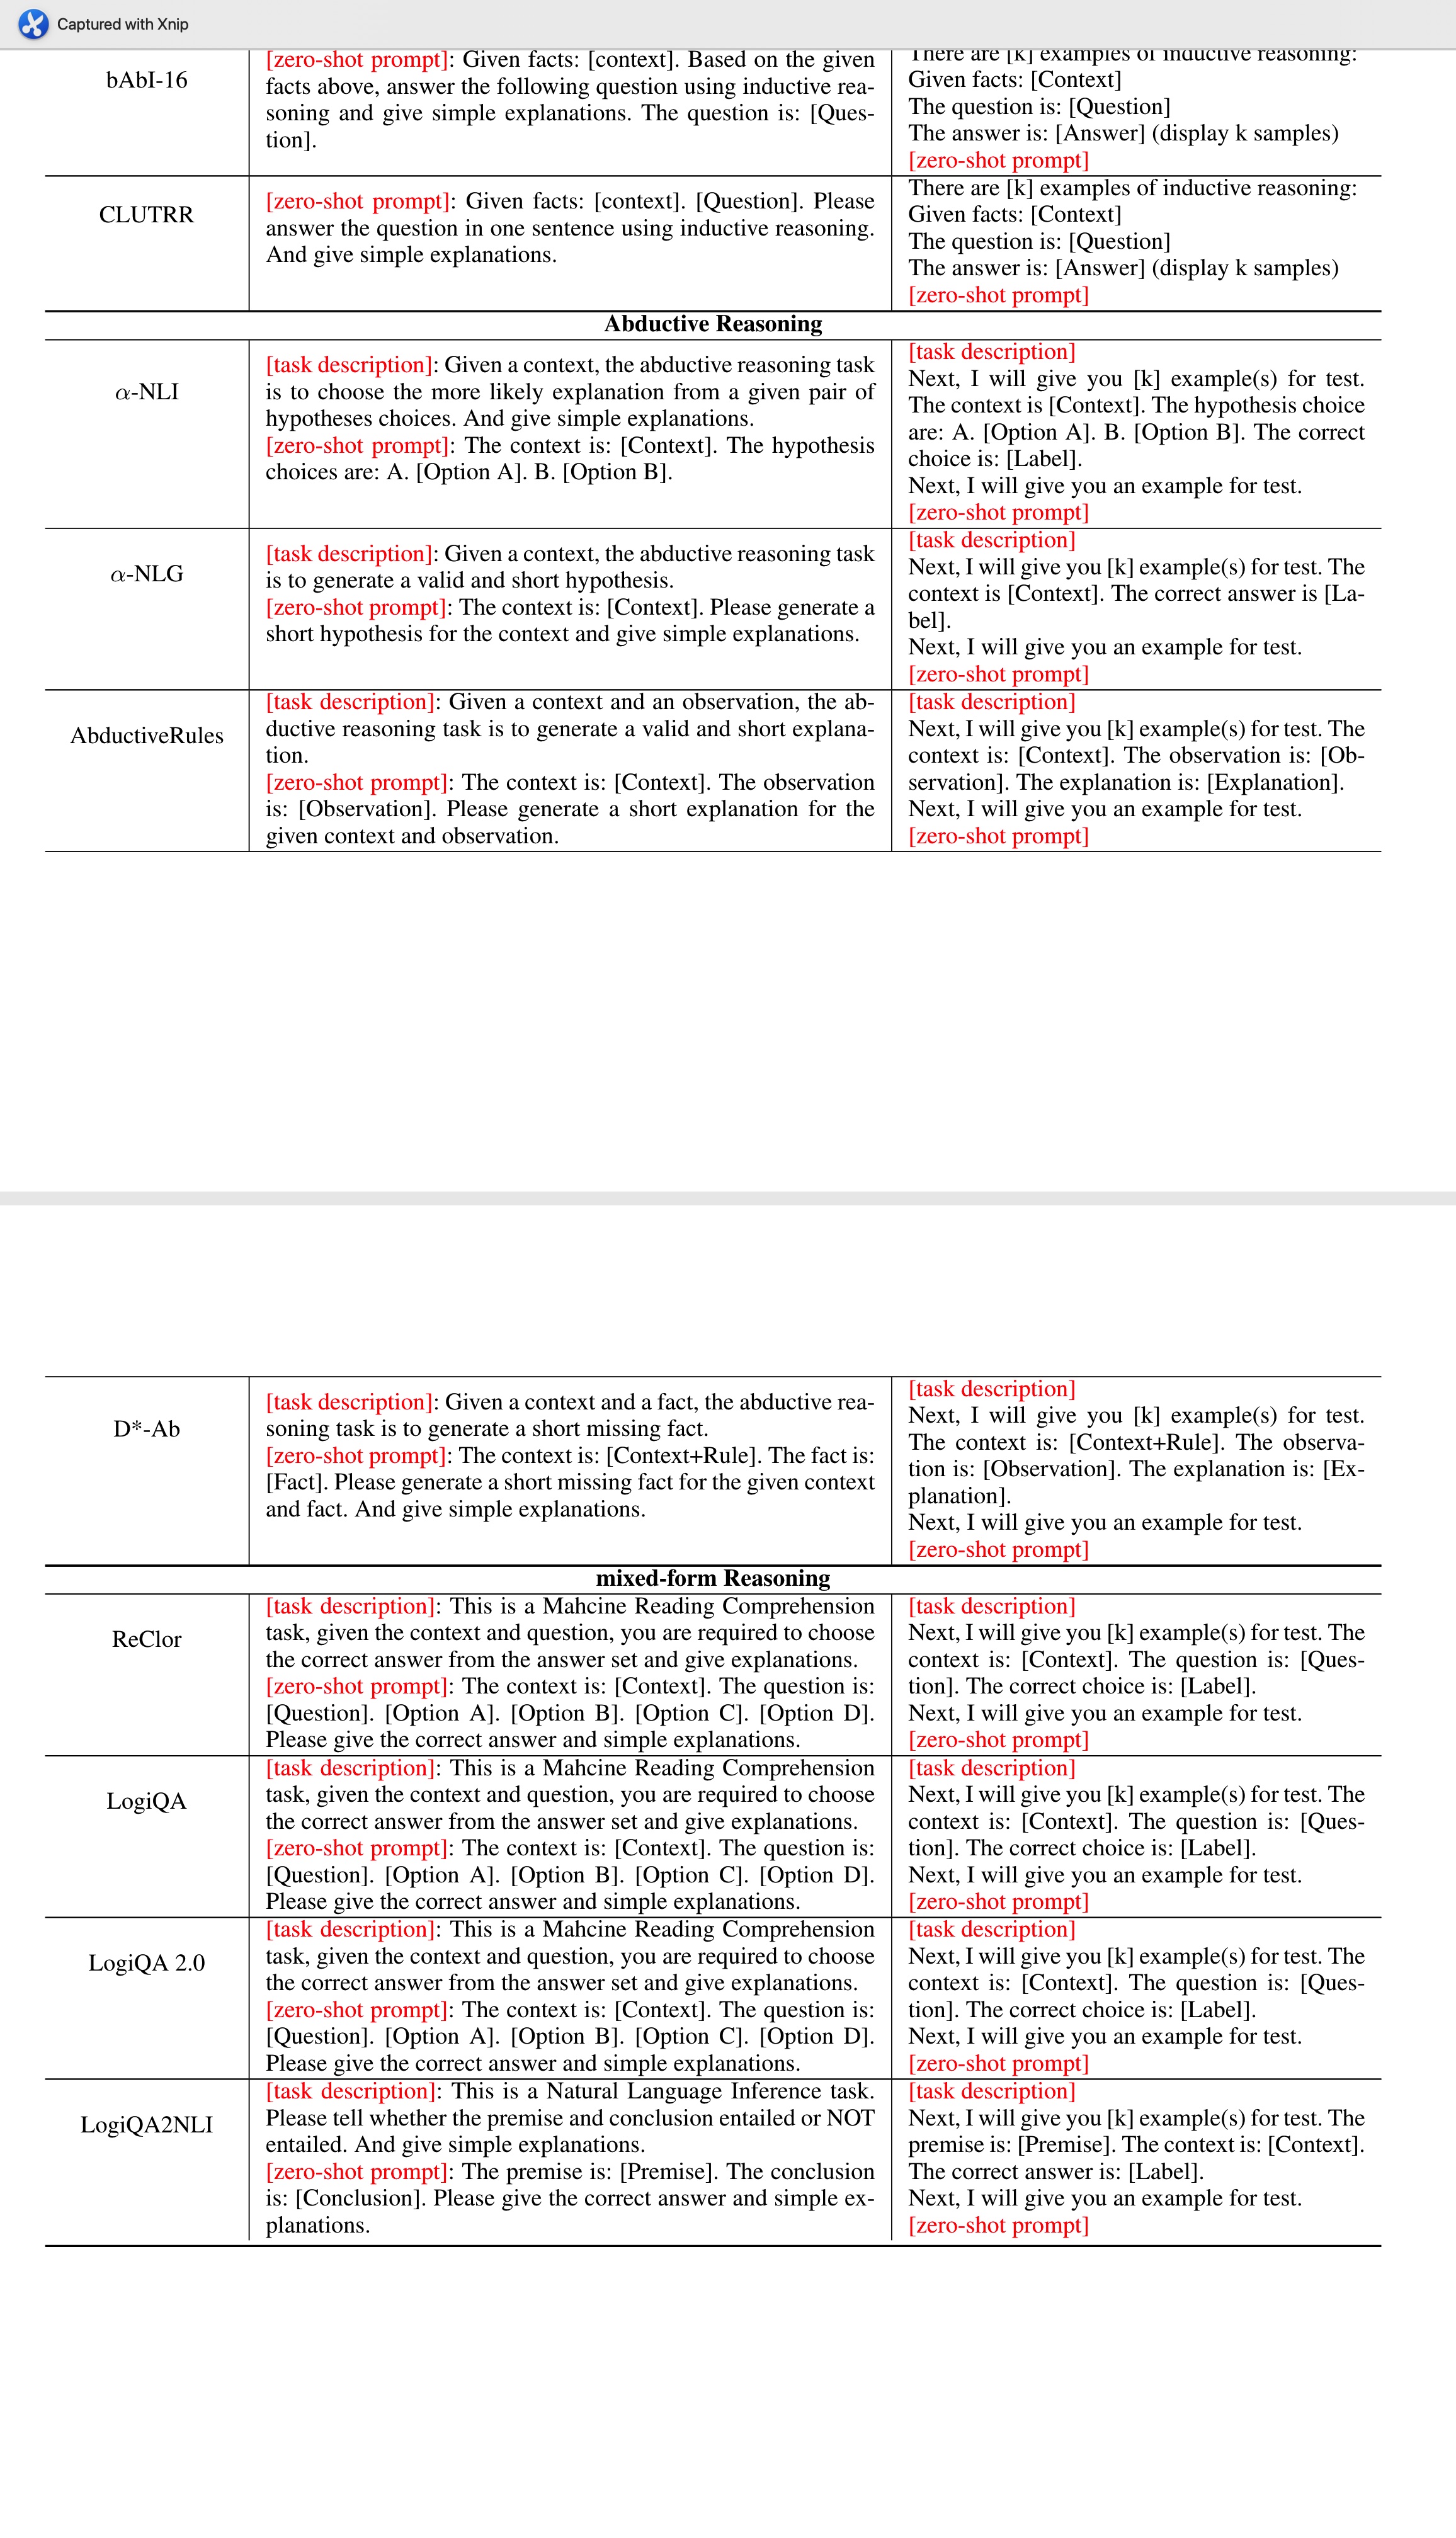 Captured with Xnip
bAbI-16
[zero-shot prompt]: Given facts: [context]. Based on the given
facts above, answer the following question using inductive rea-
soning and give simple explanations. The question is: [Ques-
tion].
There are [k] examples of inductive reasoning:
Given facts: [Context]
The question is: [Question]
The answer is: [Answer] (display k samples)
[zero-shot prompt]
CLUTRR
[zero-shot prompt]: Given facts: [context]. [Question]. Please
answer the question in one sentence using inductive reasoning.
And give simple explanations.
There are [k] examples of inductive reasoning:
Given facts: [Context]
The question is: [Question]
The answer is: [Answer] (display k samples)
[zero-shot prompt]
Abductive Reasoning
α-NLI
[task description]: Given a context, the abductive reasoning task
is to choose the more likely explanation from a given pair of
hypotheses choices. And give simple explanations.
[zero-shot prompt]: The context is: [Context]. The hypothesis
choices are: A. [Option A]. B. [Option B].
[task description]
Next, I will give you [k] example(s) for test.
The context is [Context]. The hypothesis choice
are: A. [Option A]. B. [Option B]. The correct
choice is: [Label].
Next, I will give you an example for test.
[zero-shot prompt]
α-NLG
[task description]: Given a context, the abductive reasoning task
is to generate a valid and short hypothesis.
[zero-shot prompt]: The context is: [Context]. Please generate a
short hypothesis for the context and give simple explanations.
[task description]
Next, I will give you [k] example(s) for test. The
context is [Context]. The correct answer is [La-
bel].
Next, I will give you an example for test.
[zero-shot prompt]
AbductiveRules
[task description]: Given a context and an observation, the ab-
ductive reasoning task is to generate a valid and short explana-
tion.
[zero-shot prompt]: The context is: [Context]. The observation
is: [Observation]. Please generate a short explanation for the
given context and observation.
[task description]
Next, I will give you [k] example(s) for test. The
context is: [Context]. The observation is: [Ob-
servation]. The explanation is: [Explanation].
Next, I will give you an example for test.
[zero-shot prompt]
D*-Ab
[task description]: Given a context and a fact, the abductive rea-
soning task is to generate a short missing fact.
[zero-shot prompt]: The context is: [Context+Rule]. The fact is:
[Fact]. Please generate a short missing fact for the given context
and fact. And give simple explanations.
[task description]
Next, I will give you [k] example(s) for test.
The context is: [Context+Rule]. The observa-
tion is: [Observation]. The explanation is: [Ex-
planation].
Next, I will give you an example for test.
[zero-shot prompt]
mixed-form Reasoning
ReClor
[task description]: This is a Mahcine Reading Comprehension
task, given the context and question, you are required to choose
the correct answer from the answer set and give explanations.
[zero-shot prompt]: The context is: [Context]. The question is:
[Question]. [Option A]. [Option B]. [Option C]. [Option D].
Please give the correct answer and simple explanations.
[task description]
Next, I will give you [k] example(s) for test. The
context is: [Context]. The question is: [Ques-
tion]. The correct choice is: [Label].
Next, I will give you an example for test.
[zero-shot prompt]
LogiQA
[task description]: This is a Mahcine Reading Comprehension
task, given the context and question, you are required to choose
the correct answer from the answer set and give explanations.
[zero-shot prompt]: The context is: [Context]. The question is:
[Question]. [Option A]. [Option B]. [Option C]. [Option D].
Please give the correct answer and simple explanations.
[task description]
Next, I will give you [k] example(s) for test. The
context is: [Context]. The question is: [Ques-
tion]. The correct choice is: [Label].
Next, I will give you an example for test.
[zero-shot prompt]
LogiQA 2.0
[task description]: This is a Mahcine Reading Comprehension
task, given the context and question, you are required to choose
the correct answer from the answer set and give explanations.
[zero-shot prompt]: The context is: [Context]. The question is:
[Question]. [Option A]. [Option B]. [Option C]. [Option D].
Please give the correct answer and simple explanations.
[task description]
Next, I will give you [k] example(s) for test. The
context is: [Context]. The question is: [Ques-
tion]. The correct choice is: [Label].
Next, I will give you an example for test.
[zero-shot prompt]
LogiQA2NLI
[task description]: This is a Natural Language Inference task.
Please tell whether the premise and conclusion entailed or NOT
entailed. And give simple explanations.
[zero-shot prompt]: The premise is: [Premise]. The conclusion
is: [Conclusion]. Please give the correct answer and simple ex-
planations.
[task description]
Next, I will give you [k] example(s) for test. The
premise is: [Premise]. The context is: [Context].
The correct answer is: [Label].
Next, I will give you an example for test.
[zero-shot prompt]